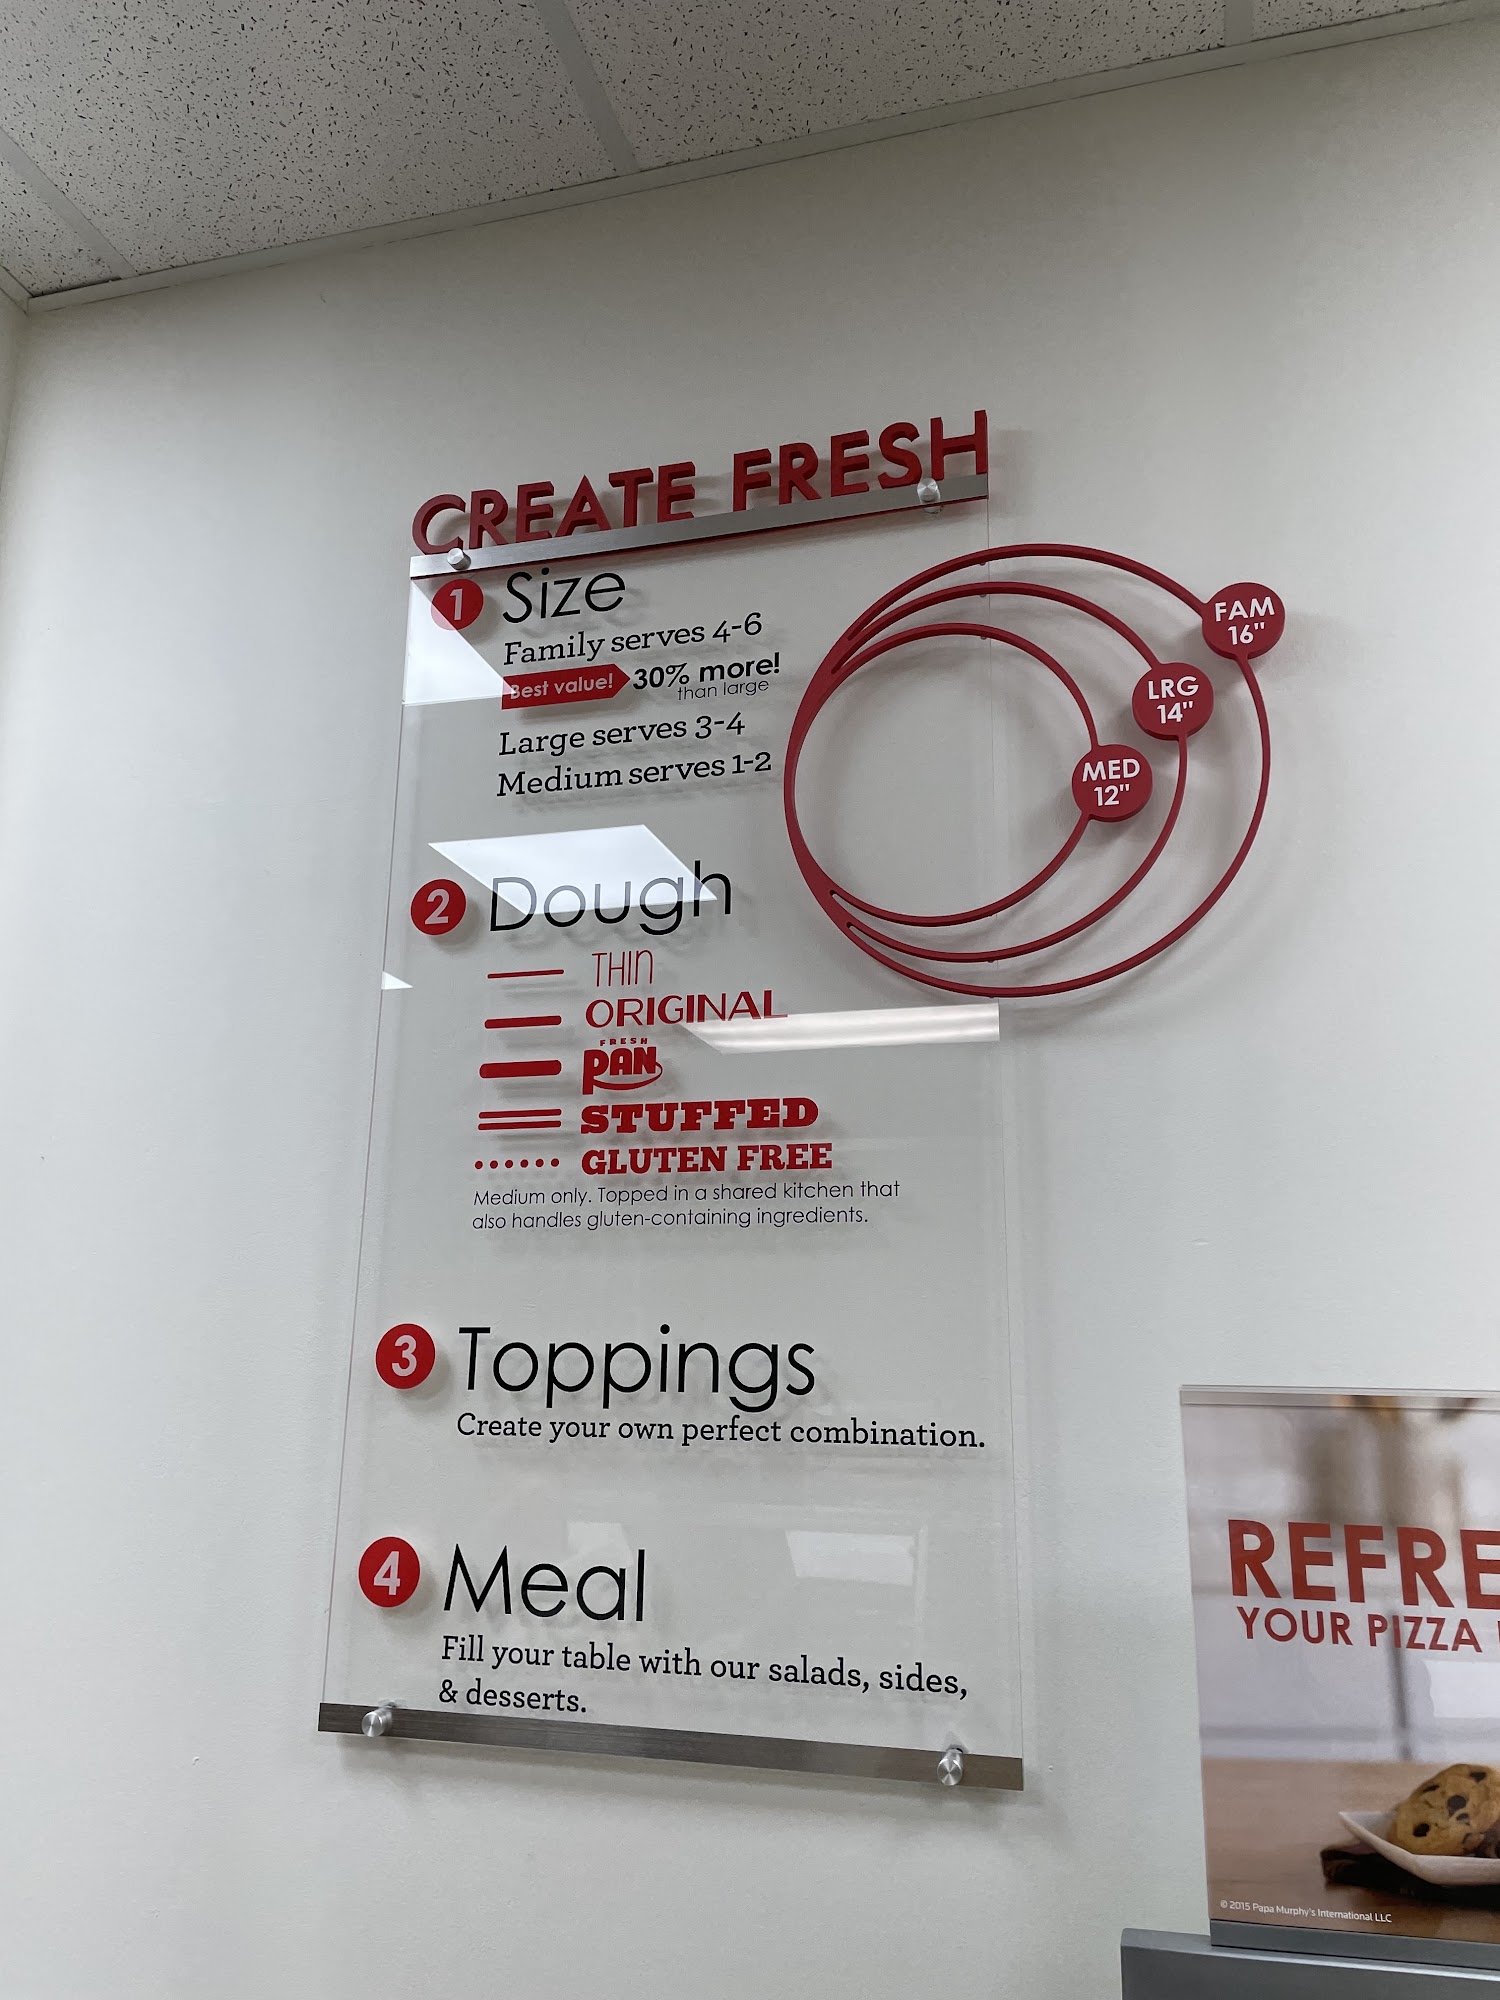 CREATE FRESH
1 Size
Family serves 4-6
Best value! 30% more!
than large
Large serves 3-4
Medium serves 1-2
FAM
16"
LRG
14"
MED
12"
2 Dough
THIN
ORIGINAL
FRESH
PAN
STUFFED
GLUTEN FREE
Medium only. Topped in a shared kitchen that
also handles gluten-containing ingredients.
3 Toppings
Create your own perfect combination.
4 Meal
Fill your table with our salads, sides,
& desserts.
REFRE
YOUR PIZZA
© 2015 Papa Murphy's International LLC